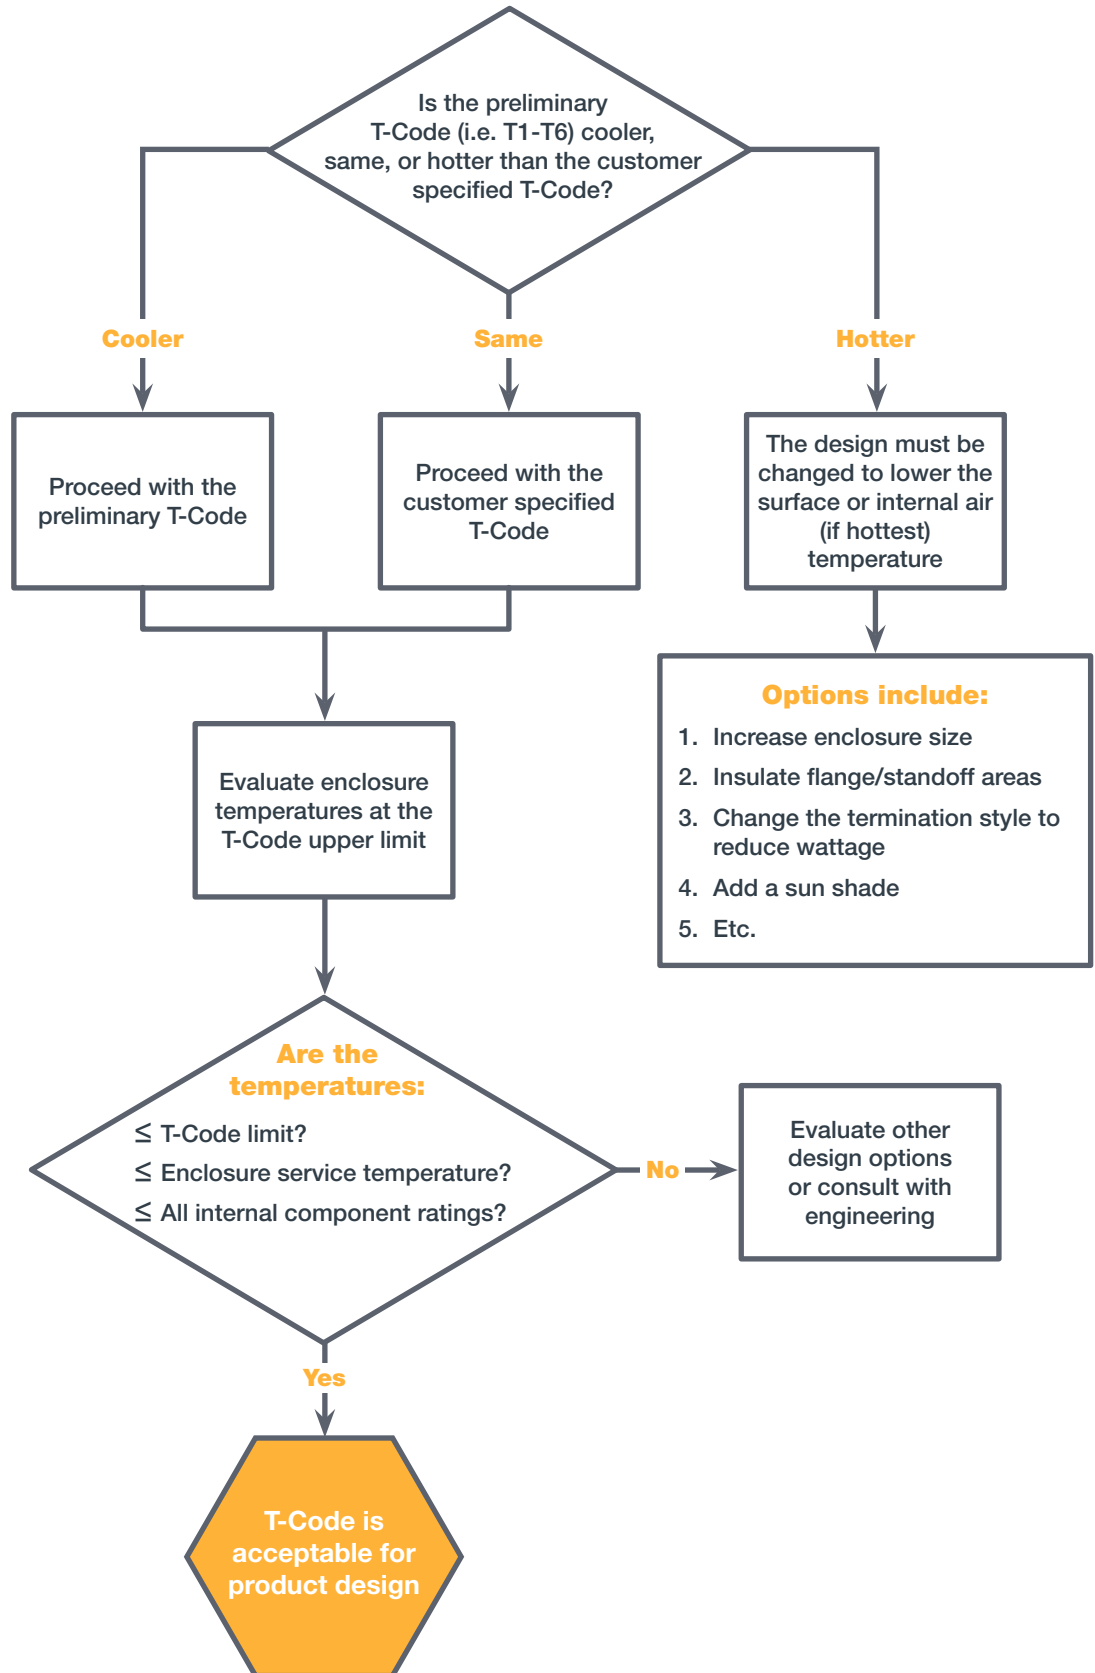 Is the preliminary
T-Code (i.e. T1-T6) cooler,
same, or hotter than the customer
specified T-Code?
Cooler
Same
Hotter
Proceed with the
preliminary T-Code
Proceed with the
customer specified
T-Code
The design must be
changed to lower the
surface or internal air
(if hottest)
temperature
Options include:
1. Increase enclosure size
2. Insulate flange/standoff areas
3. Change the termination style to
reduce wattage
4. Add a sun shade
5. Etc.
Evaluate enclosure
temperatures at the
T-Code upper limit
Are the
temperatures:
≤ T-Code limit?
≤ Enclosure service temperature?
≤ All internal component ratings?
No
Evaluate other
design options
or consult with
engineering
Yes
T-Code is
acceptable for
product design